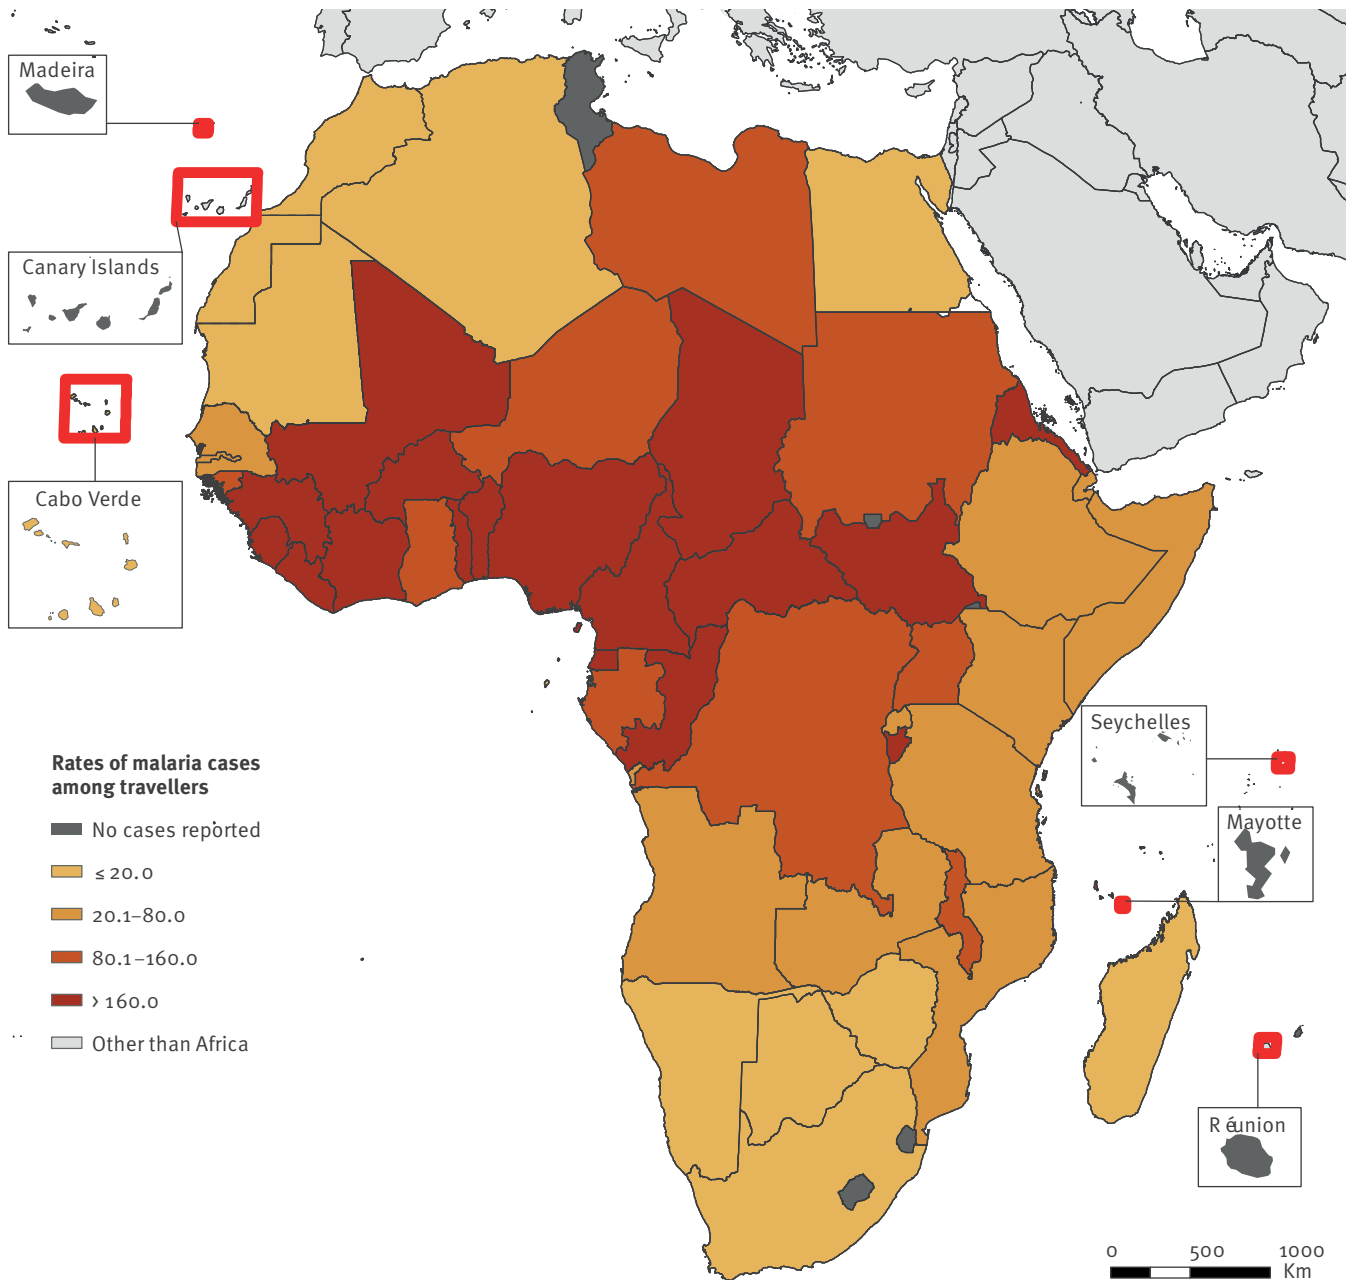 Madeira
Canary Islands
Cabo Verde
Seychelles
Mayotte
Réunion
Rates of malaria cases
among travellers
No cases reported
≤ 20.0
20.1–80.0
80.1–160.0
> 160.0
Other than Africa
0 500 1000
Km